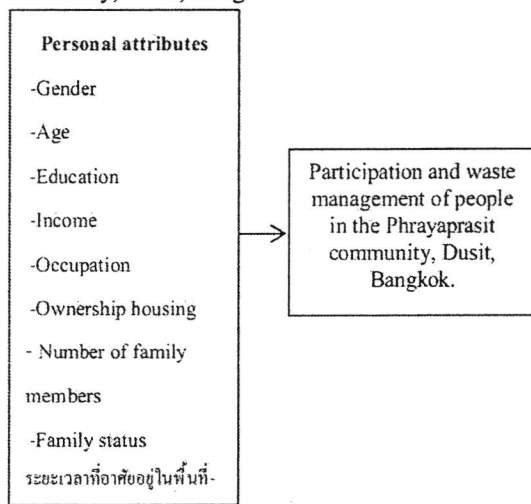 Personal attributes
-Gender
-Age
-Education
-Income
-Occupation
-Ownership housing
- Number of family
members
-Family status
ระยะเวลาที่อาศัยอยู่ในพื้นที่-
Participation and waste
management of people
in the Phrayaprasit
community, Dusit,
Bangkok.